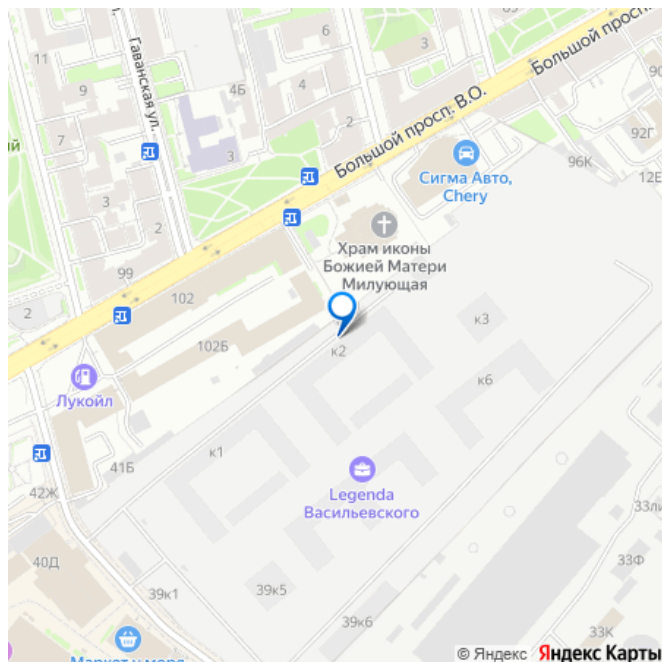 11
9
7
Гаванская ул.
6
4Б
4
3
Большой просп. В.О.
92Г
96К
12Е
Большой просп. В.О.
Сигма Авто,
Chery
3
3
2
Храм иконы
Божией Матери
Милующая
99
2
102
102Б
к3
к2
к6
Лукойл
к1
41Б
42Ж
Legenda
Васильевского
40Д
39к1
39к5
39к6
33Ф
33К
Маркет у моря
© Яндекс Яндекс Карты